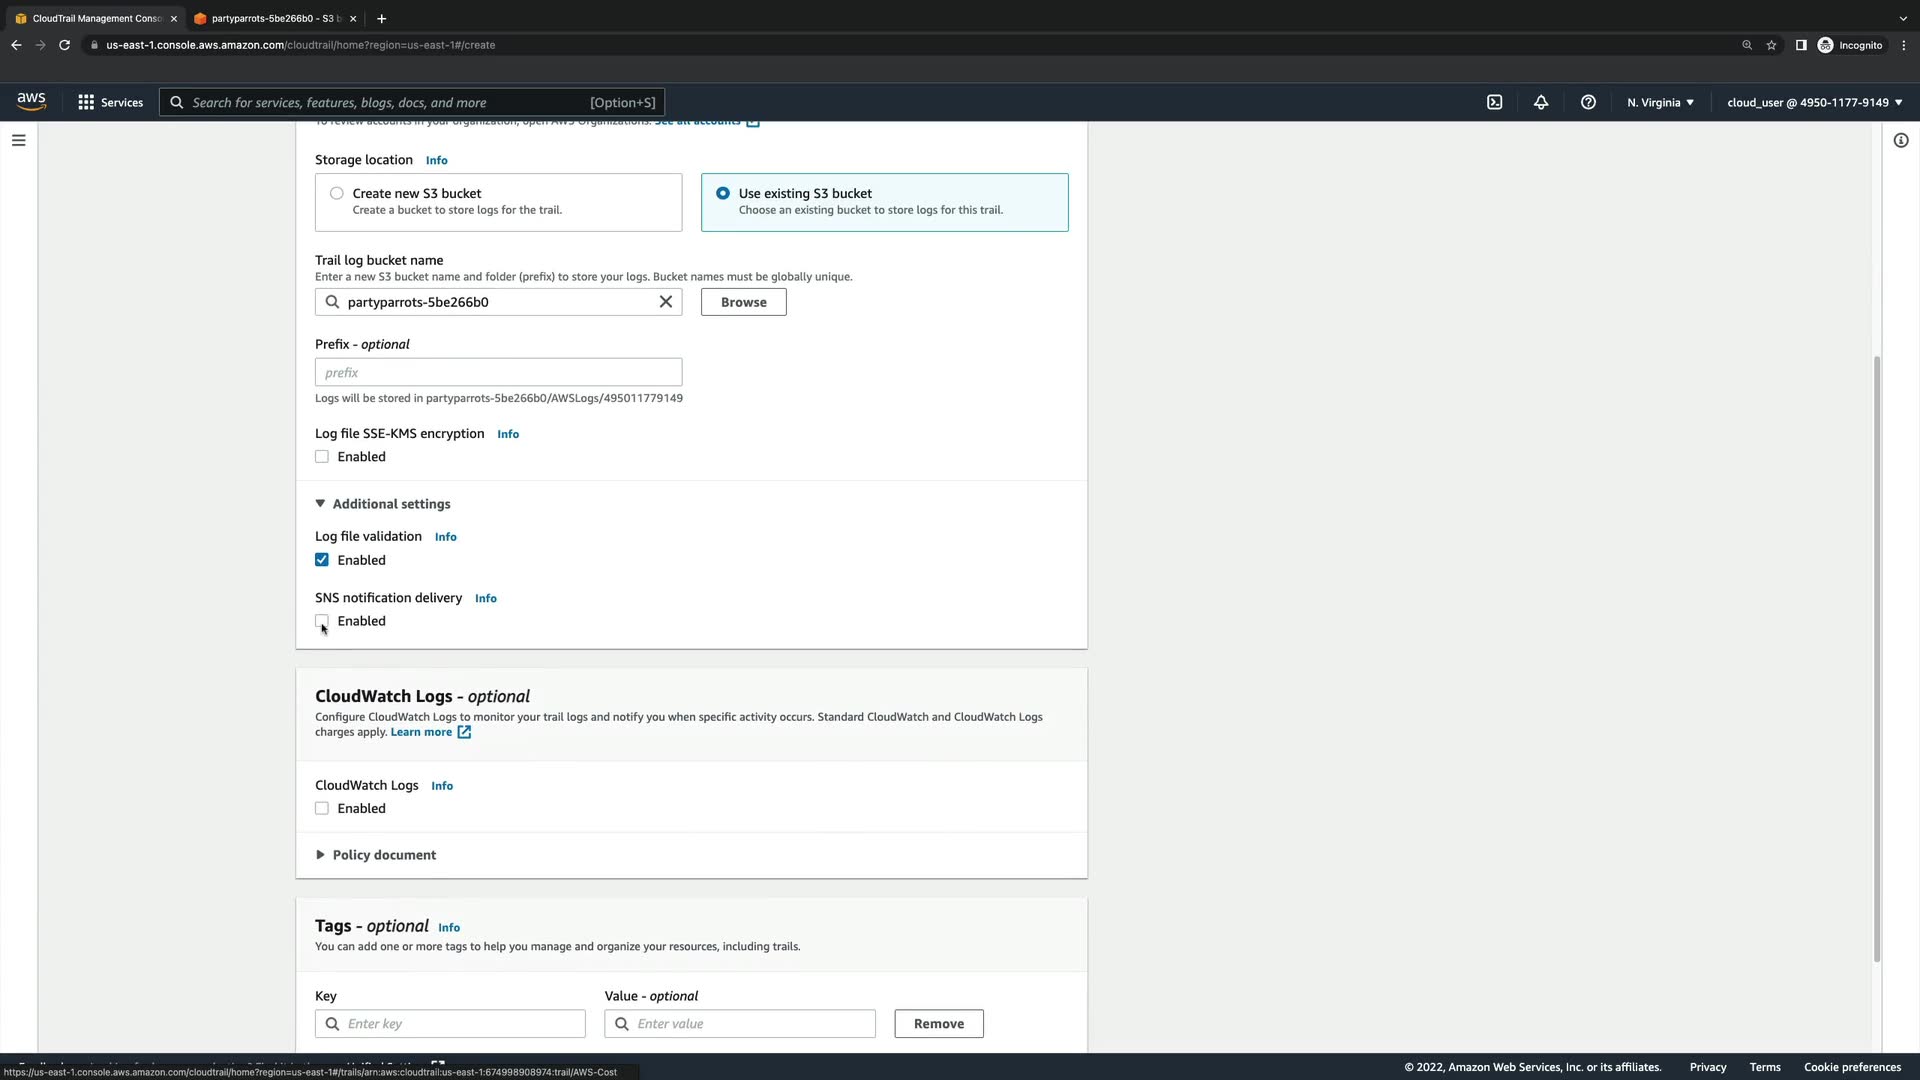 CloudTrail Management Conso
partyparrots-5be266b0 - S3 b
us-east-1.console.aws.amazon.com/cloudtrail/home?region=us-east-1#/create
Incognito
aws
Services
Search for services, features, blogs, docs, and more
[Option+S]
N. Virginia
cloud_user @ 4950-1177-9149
To review accounts in your organization, open AWS Organizations. See all accounts
Storage location Info
Create new S3 bucket
Create a bucket to store logs for the trail.
Use existing S3 bucket
Choose an existing bucket to store logs for this trail.
Trail log bucket name
Enter a new S3 bucket name and folder (prefix) to store your logs. Bucket names must be globally unique.
partyparrots-5be266b0
Browse
Prefix - optional
prefix
Logs will be stored in partyparrots-5be266b0/AWSLogs/495011779149
Log file SSE-KMS encryption Info
Enabled
Additional settings
Log file validation Info
Enabled
SNS notification delivery Info
Enabled
CloudWatch Logs - optional
Configure CloudWatch Logs to monitor your trail logs and notify you when specific activity occurs. Standard CloudWatch and CloudWatch Logs
charges apply. Learn more
CloudWatch Logs Info
Enabled
Policy document
Tags - optional Info
You can add one or more tags to help you manage and organize your resources, including trails.
Key
Value - optional
Enter key
Enter value
Remove
© 2022, Amazon Web Services, Inc. or its affiliates.
Privacy
Terms
Cookie preferences
https://us-east-1.console.aws.amazon.com/cloudtrail/home?region=us-east-1#/trails/arn:aws:cloudtrail:us-east-1:674998908974:trail/AWS-Cost